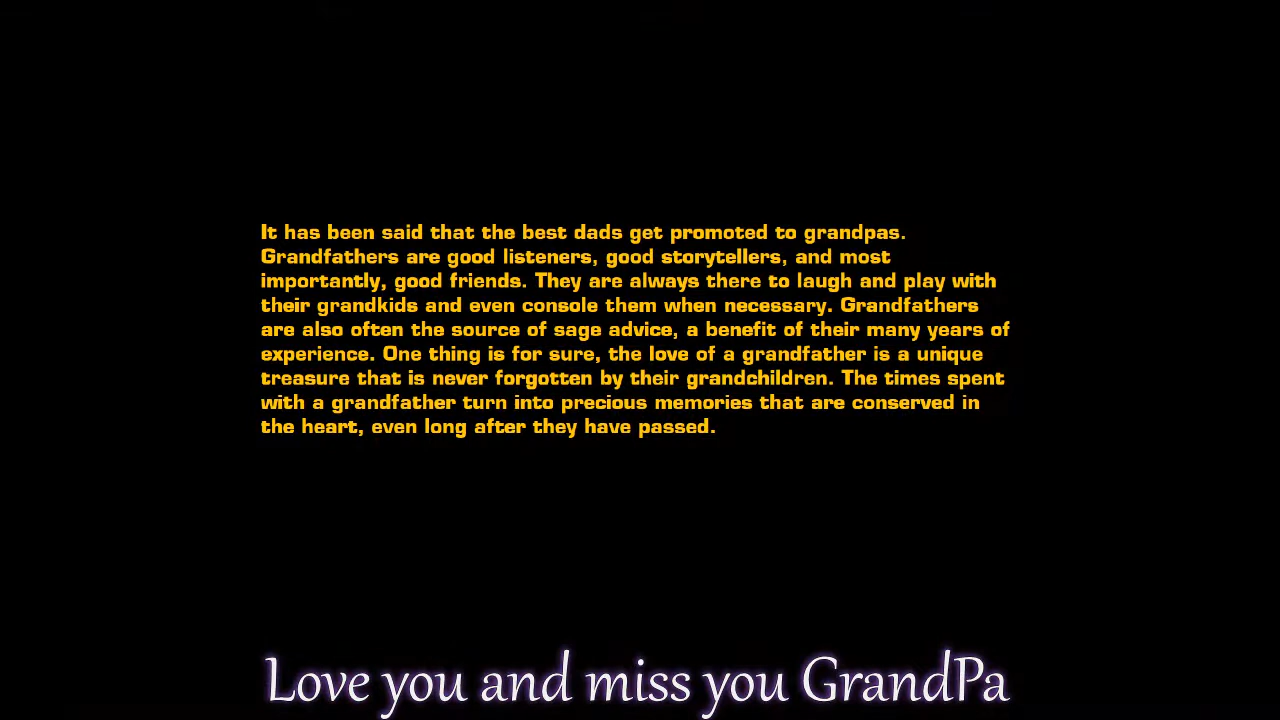 It has been said that the best dads get promoted to grandpas.
Grandfathers are good listeners, good storytellers, and most
importantly, good friends. They are always there to laugh and play with
their grandkids and even console them when necessary. Grandfathers
are also often the source of sage advice, a benefit of their many years of
experience. One thing is for sure, the love of a grandfather is a unique
treasure that is never forgotten by their grandchildren. The times spent
with a grandfather turn into precious memories that are conserved in
the heart, even long after they have passed.
Love you and miss you GrandPa